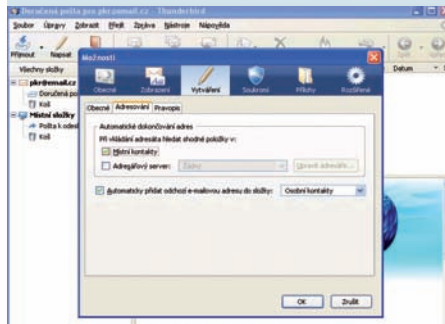 Doručená pošta pro pkr@email.cz - Thunderbird
Soubor Úpravy Zobrazit Přejít Zpráva Nástroje Nápověda
Přijmout Napsat
Všechny složky
Datum
pkr@email.cz
Doručená po
Koš
Místní složky
Pošta k odesl
Koš
Možnosti
Obecné Zobrazení Vytváření Soukromí Přílohy Rozšířené
Obecné Adresování Pravopis
Automatické dokončování adres
Při vkládání adresáta hledat shodné položky v:
Místní kontakty
Adresářový server: Žádný Upravit adresáře...
Automaticky přidat odchozí e-mailovou adresu do složky: Osobní kontakty
OK Zrušit